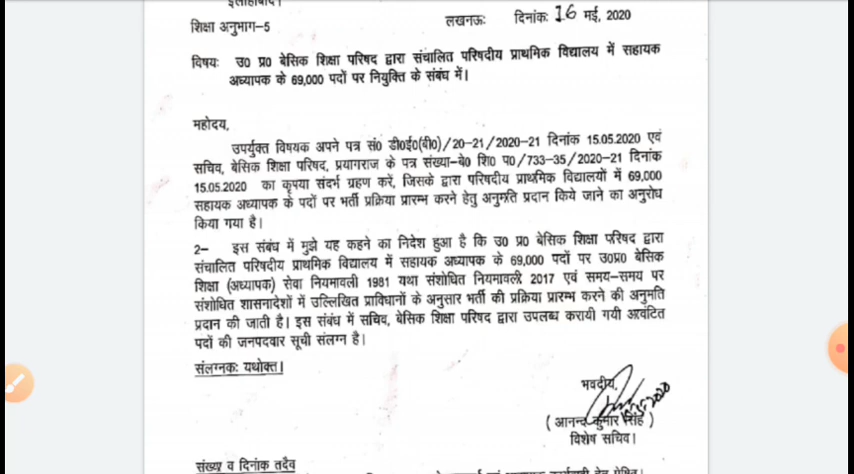 इलाहाबाद।
शिक्षा अनुभाग-5
लखनऊः दिनांकः 16 मई, 2020
विषयः उ0 प्र0 बेसिक शिक्षा परिषद द्वारा संचालित परिषदीय प्राथमिक विद्यालय में सहायक
अध्यापक के 69,000 पदों पर नियुक्ति के संबंध में।
महोदय,
उपर्युक्त विषयक अपने पत्र सं0 डी0ई0(बी0)/20-21/2020-21 दिनांक 15.05.2020 एवं
सचिव, बेसिक शिक्षा परिषद, प्रयागराज के पत्र संख्या-बे0 शि0 प0/733-35/2020-21 दिनांक
15.05.2020 का कृपया संदर्भ ग्रहण करें, जिसके द्वारा परिषदीय प्राथमिक विद्यालयों में 69,000
सहायक अध्यापक के पदों पर भर्ती प्रक्रिया प्रारम्भ करने हेतु अनुमति प्रदान किये जाने का अनुरोध
किया गया है।
2- इस संबंध में मुझे यह कहने का निदेश हुआ है कि उ0 प्र0 बेसिक शिक्षा परिषद द्वारा
संचालित परिषदीय प्राथमिक विद्यालय में सहायक अध्यापक के 69,000 पदों पर उ0प्र0 बेसिक
शिक्षा (अध्यापक) सेवा नियमावली 1981 यथा संशोधित नियमावली, 2017 एवं समय-समय पर
संशोधित शासनादेशों में उल्लिखित प्राविधानों के अनुसार भर्ती की प्रक्रिया प्रारम्भ करने की अनुमति
प्रदान की जाती है। इस संबंध में सचिव, बेसिक शिक्षा परिषद द्वारा उपलब्ध करायी गयी आवंटित
पदों की जनपदवार सूची संलग्न है।
संलग्नकः यथोक्त।
भवदीय,
( आनन्द कुमार सिंह )
विशेष सचिव।
संख्या व दिनांक तदैव